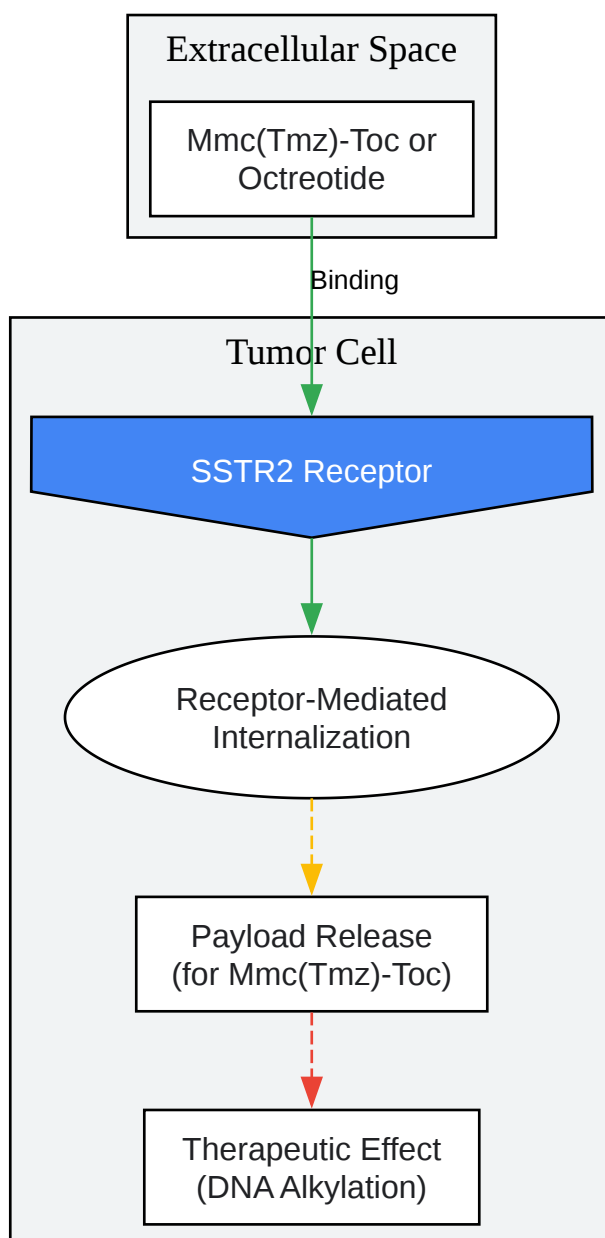 Extracellular Space
Mmc(Tmz)-Toc or
Octreotide
Binding
Tumor Cell
SSTR2 Receptor
Receptor-Mediated
Internalization
Payload Release
(for Mmc(Tmz)-Toc)
Therapeutic Effect
(DNA Alkylation)